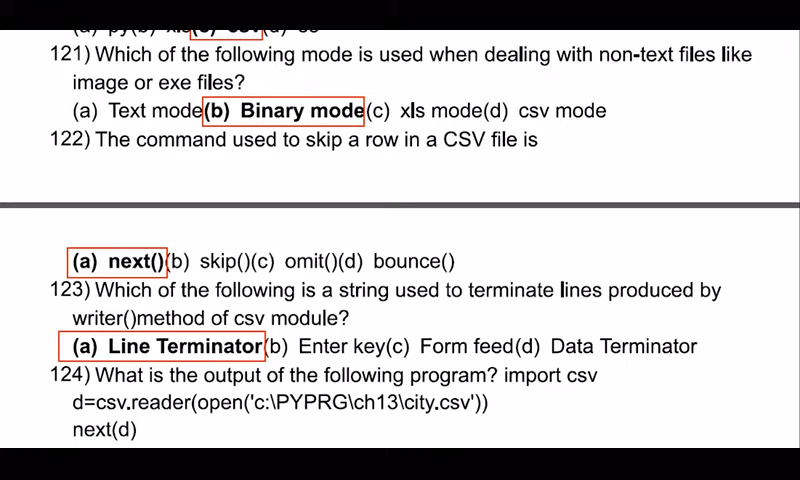 121) Which of the following mode is used when dealing with non-text files like
image or exe files?
(a) Text mode(b) Binary mode(c) xls mode(d) csv mode
122) The command used to skip a row in a CSV file is
(a) next()(b) skip()(c) omit()(d) bounce()
123) Which of the following is a string used to terminate lines produced by
writer()method of csv module?
(a) Line Terminator(b) Enter key(c) Form feed(d) Data Terminator
124) What is the output of the following program? import csv
d=csv.reader(open('c:\PYPRG\ch13\city.csv'))
next(d)